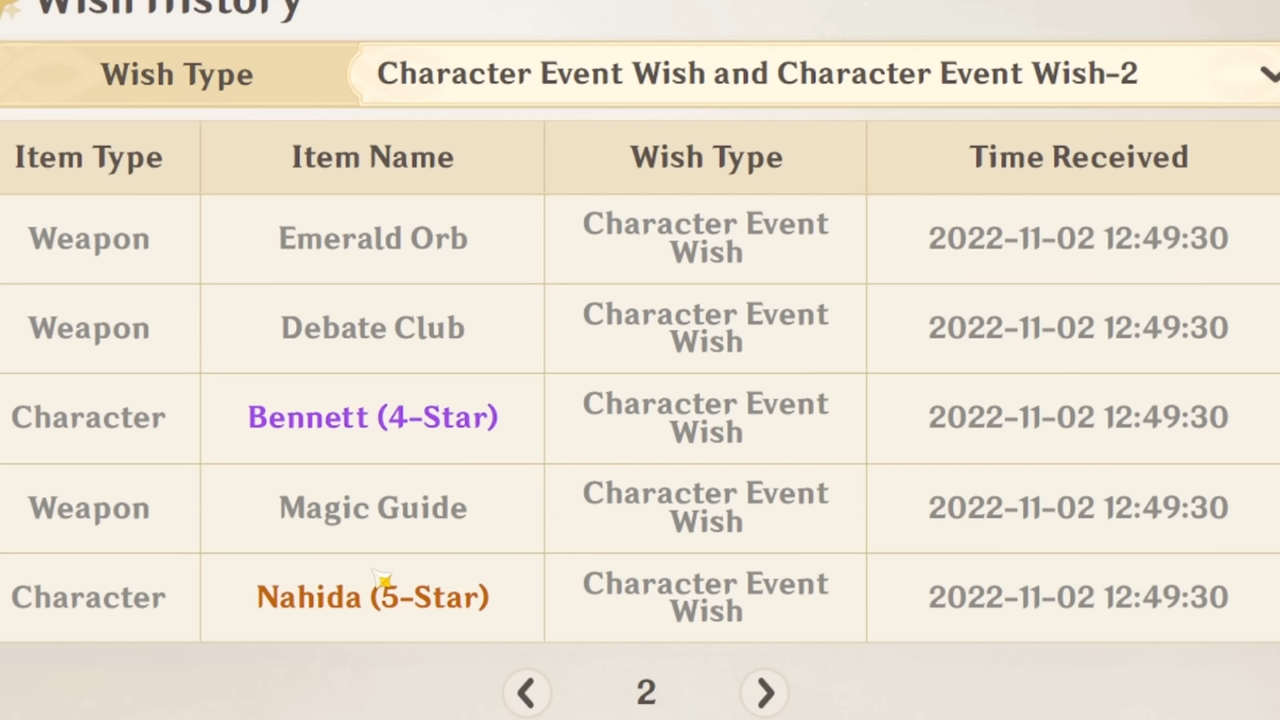 Wish History
Wish Type
Character Event Wish and Character Event Wish-2
Item Type Item Name Wish Type Time Received
Weapon Emerald Orb Character Event Wish 2022-11-02 12:49:30
Weapon Debate Club Character Event Wish 2022-11-02 12:49:30
Character Bennett (4-Star) Character Event Wish 2022-11-02 12:49:30
Weapon Magic Guide Character Event Wish 2022-11-02 12:49:30
Character Nahida (5-Star) Character Event Wish 2022-11-02 12:49:30
2